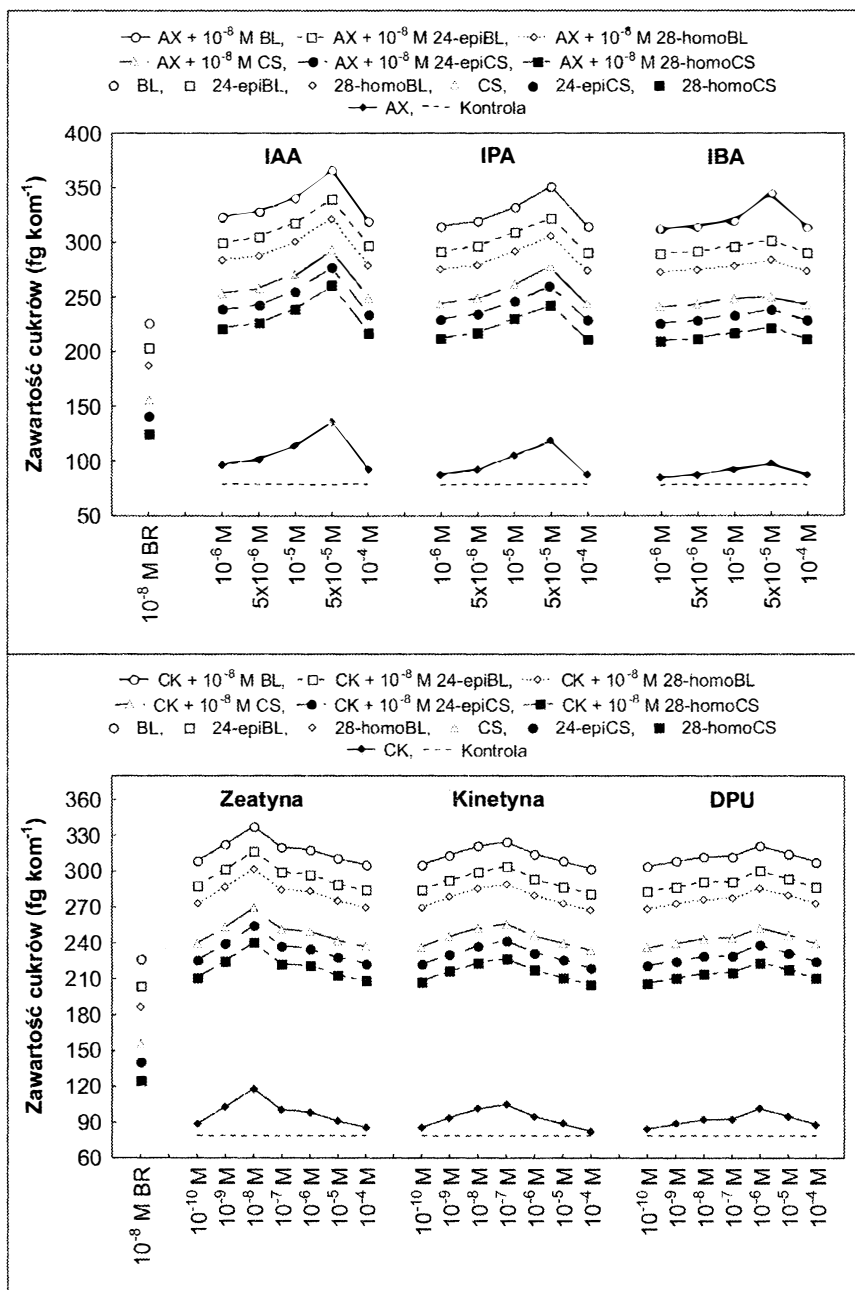 AX + 10⁻⁸ M BL, AX + 10⁻⁸ M 24-epiBL, AX + 10⁻⁸ M 28-homoBL
AX + 10⁻⁸ M CS, AX + 10⁻⁸ M 24-epiCS, AX + 10⁻⁸ M 28-homoCS
BL, 24-epiBL, 28-homoBL, CS, 24-epiCS, 28-homoCS
AX, Kontrola
Zawartość cukrów (fg kom⁻¹)
400
350
300
250
200
150
100
50
IAA IPA IBA
10⁻⁸ M BR
10⁻⁶ M
5x10⁻⁶ M
10⁻⁵ M
5x10⁻⁵ M
10⁻⁴ M
10⁻⁶ M
5x10⁻⁶ M
10⁻⁵ M
5x10⁻⁵ M
10⁻⁴ M
10⁻⁶ M
5x10⁻⁶ M
10⁻⁵ M
5x10⁻⁵ M
10⁻⁴ M
CK + 10⁻⁸ M BL, CK + 10⁻⁸ M 24-epiBL, CK + 10⁻⁸ M 28-homoBL
CK + 10⁻⁸ M CS, CK + 10⁻⁸ M 24-epiCS, CK + 10⁻⁸ M 28-homoCS
BL, 24-epiBL, 28-homoBL, CS, 24-epiCS, 28-homoCS
CK, Kontrola
Zawartość cukrów (fg kom⁻¹)
360
330
300
270
240
210
180
150
120
90
60
Zeatyna Kinetyna DPU
10⁻⁸ M BR
10⁻¹⁰ M
10⁻⁹ M
10⁻⁸ M
10⁻⁷ M
10⁻⁶ M
10⁻⁵ M
10⁻⁴ M
10⁻¹⁰ M
10⁻⁹ M
10⁻⁸ M
10⁻⁷ M
10⁻⁶ M
10⁻⁵ M
10⁻⁴ M
10⁻¹⁰ M
10⁻⁹ M
10⁻⁸ M
10⁻⁷ M
10⁻⁶ M
10⁻⁵ M
10⁻⁴ M